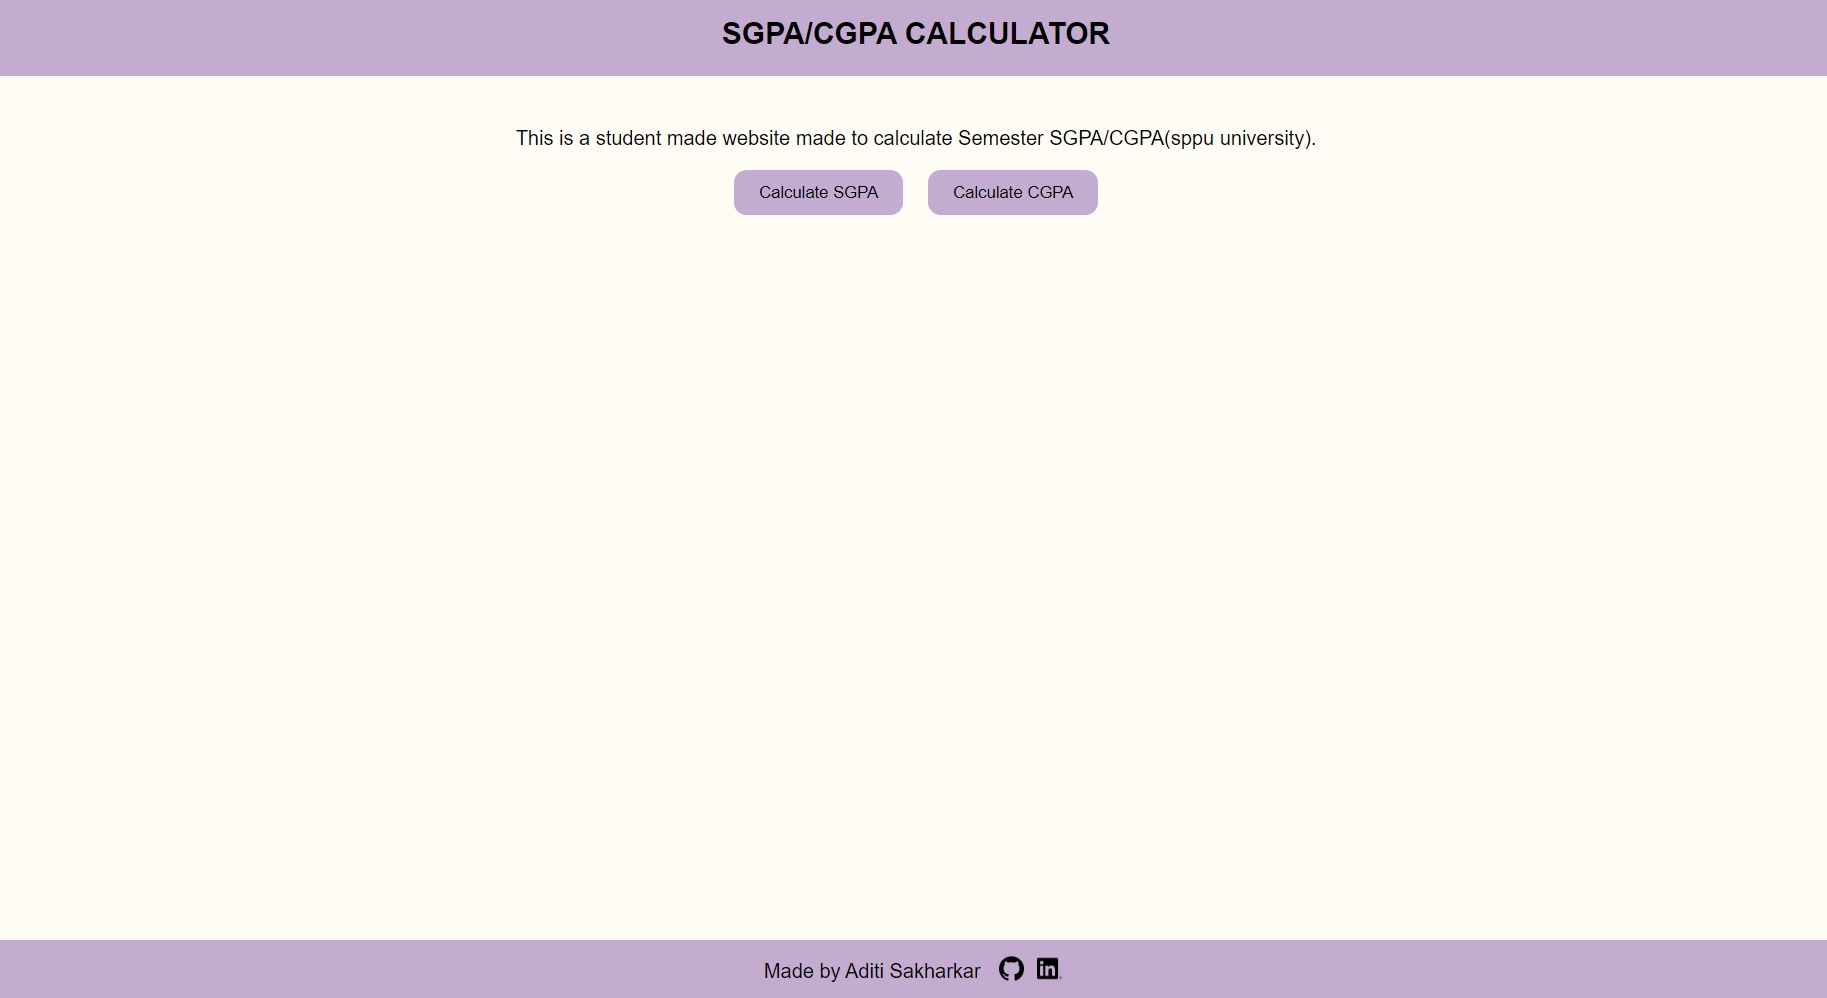 SGPA/CGPA CALCULATOR
This is a student made website made to calculate Semester SGPA/CGPA(sppu university).
Calculate SGPA Calculate CGPA
Made by Aditi Sakharkar in